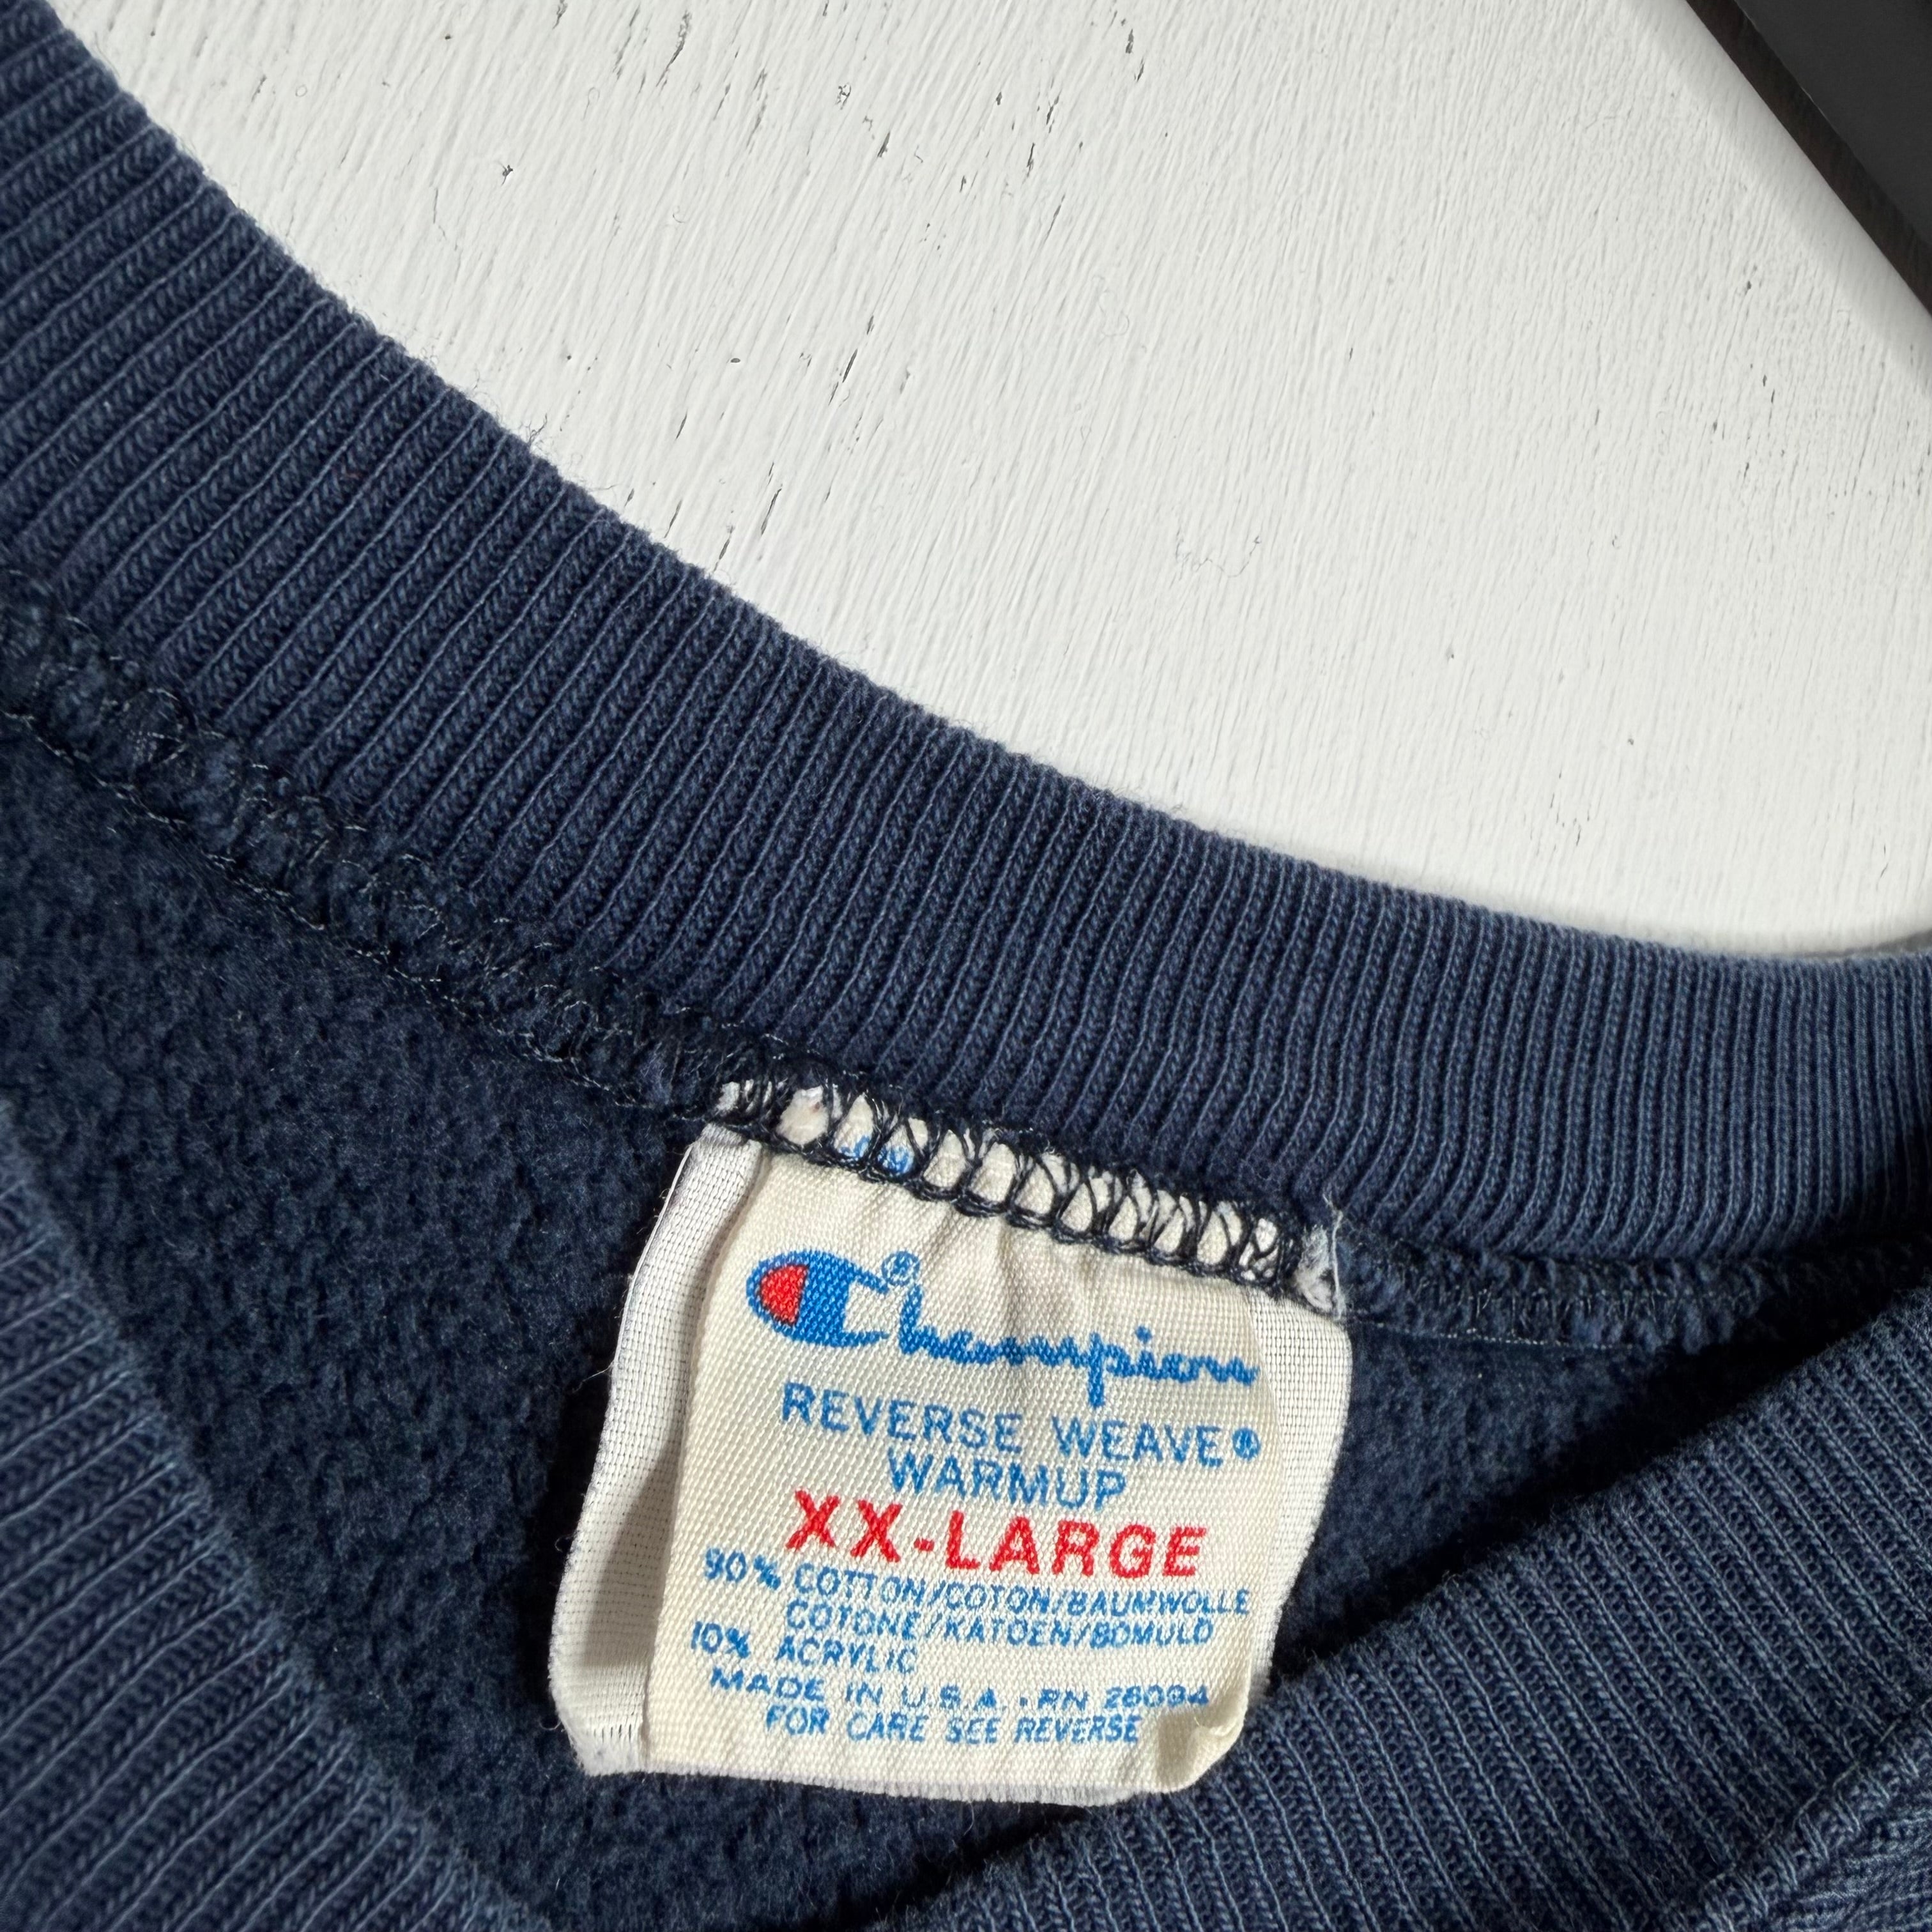 Champion®
REVERSE WEAVE®
WARMUP
XX-LARGE
90% COTTON/COTON/BAUMWOLLE
COTONE/KATOEN/BOMULD
10% ACRYLIC
MADE IN U.S.A. · RN 26094
FOR CARE SEE REVERSE